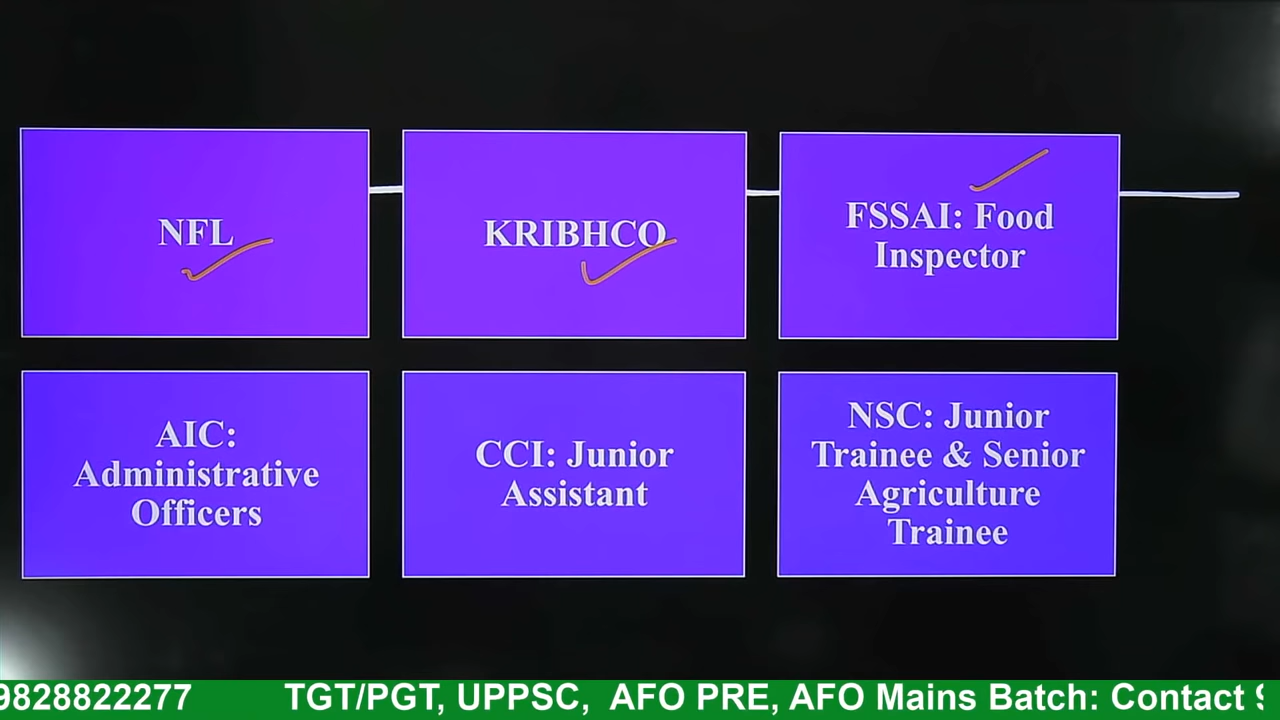 NFL
KRIBHCO
FSSAI: Food
Inspector
AIC:
Administrative
Officers
CCI: Junior
Assistant
NSC: Junior
Trainee & Senior
Agriculture
Trainee
9828822277 TGT/PGT, UPPSC, AFO PRE, AFO Mains Batch: Contact